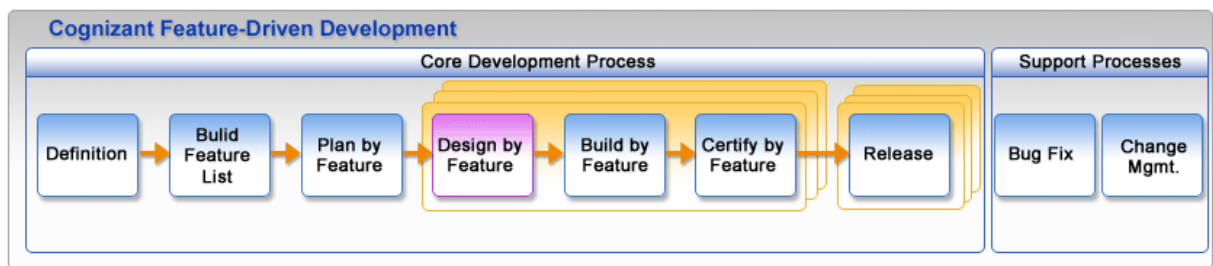 Cognizant Feature-Driven Development
Core Development Process
Support Processes
Definition
Bulid
Feature
List
Plan by
Feature
Design by
Feature
Build by
Feature
Certify by
Feature
Release
Bug Fix
Change
Mgmt.